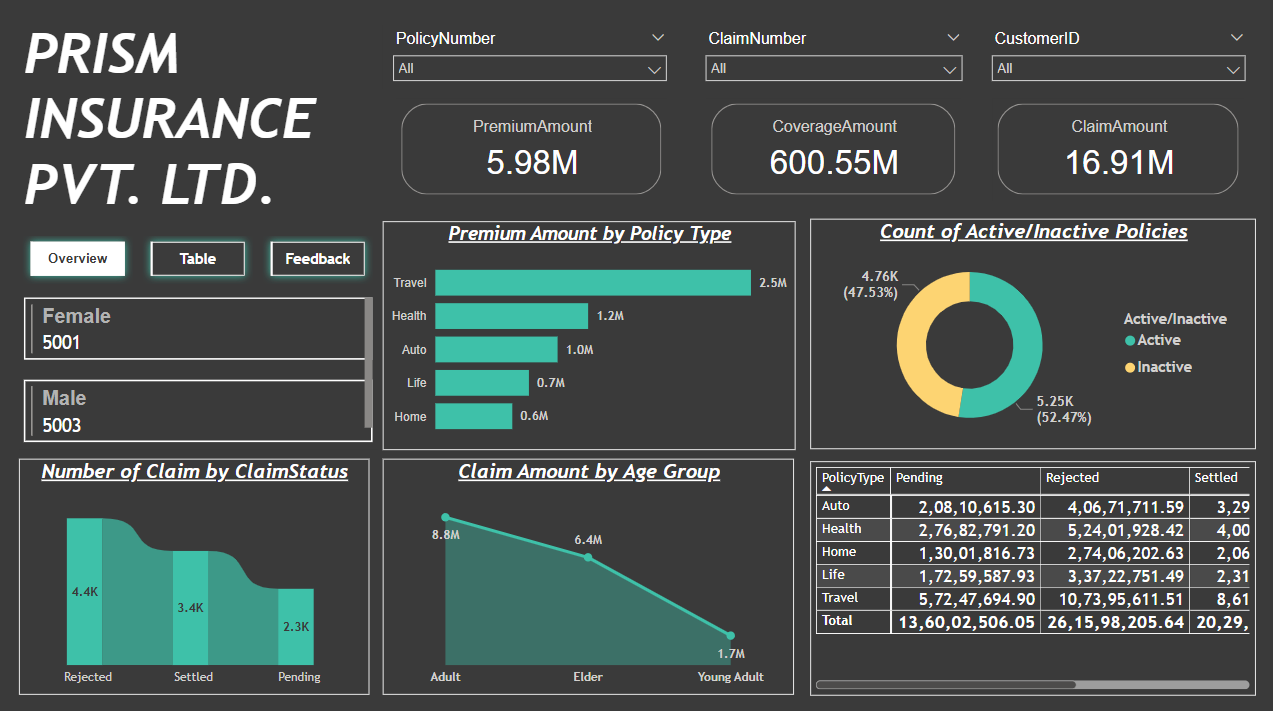 PRISM
INSURANCE
PVT. LTD.
PolicyNumber
All
ClaimNumber
All
CustomerID
All
PremiumAmount
5.98M
CoverageAmount
600.55M
ClaimAmount
16.91M
Overview
Table
Feedback
Female
5001
Male
5003
Premium Amount by Policy Type
Travel 2.5M
Health 1.2M
Auto 1.0M
Life 0.7M
Home 0.6M
Count of Active/Inactive Policies
4.76K
(47.53%)
5.25K
(52.47%)
Active/Inactive
Active
Inactive
Number of Claim by ClaimStatus
4.4K
3.4K
2.3K
Rejected Settled Pending
Claim Amount by Age Group
8.8M
6.4M
1.7M
Adult Elder Young Adult
PolicyType Pending Rejected Settled
Auto 2,08,10,615.30 4,06,71,711.59 3,29
Health 2,76,82,791.20 5,24,01,928.42 4,00
Home 1,30,01,816.73 2,74,06,202.63 2,06
Life 1,72,59,587.93 3,37,22,751.49 2,31
Travel 5,72,47,694.90 10,73,95,611.51 8,61
Total 13,60,02,506.05 26,15,98,205.64 20,29,